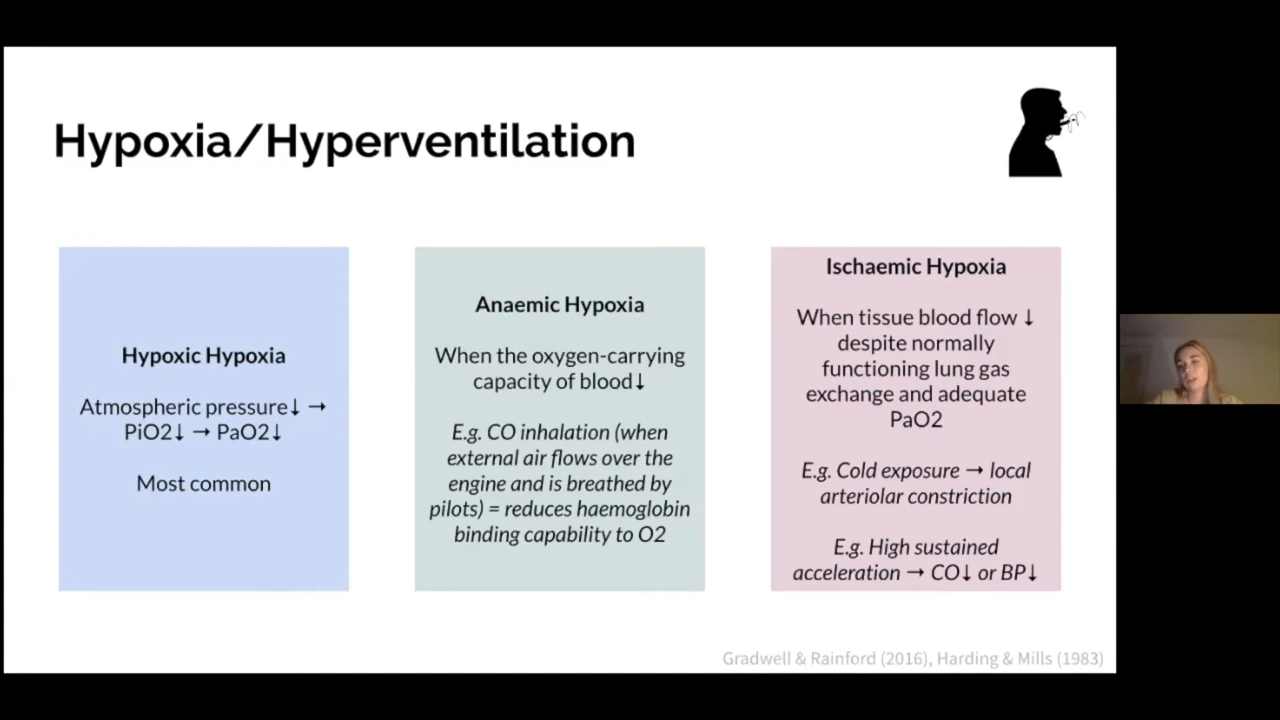 Hypoxia/Hyperventilation
Hypoxic Hypoxia
Atmospheric pressure↓ →
PiO2↓ → PaO2↓
Most common
Anaemic Hypoxia
When the oxygen-carrying
capacity of blood↓
E.g. CO inhalation (when
external air flows over the
engine and is breathed by
pilots) = reduces haemoglobin
binding capability to O2
Ischaemic Hypoxia
When tissue blood flow ↓
despite normally
functioning lung gas
exchange and adequate
PaO2
E.g. Cold exposure → local
arteriolar constriction
E.g. High sustained
acceleration → CO↓ or BP↓
Gradwell & Rainford (2016), Harding & Mills (1983)